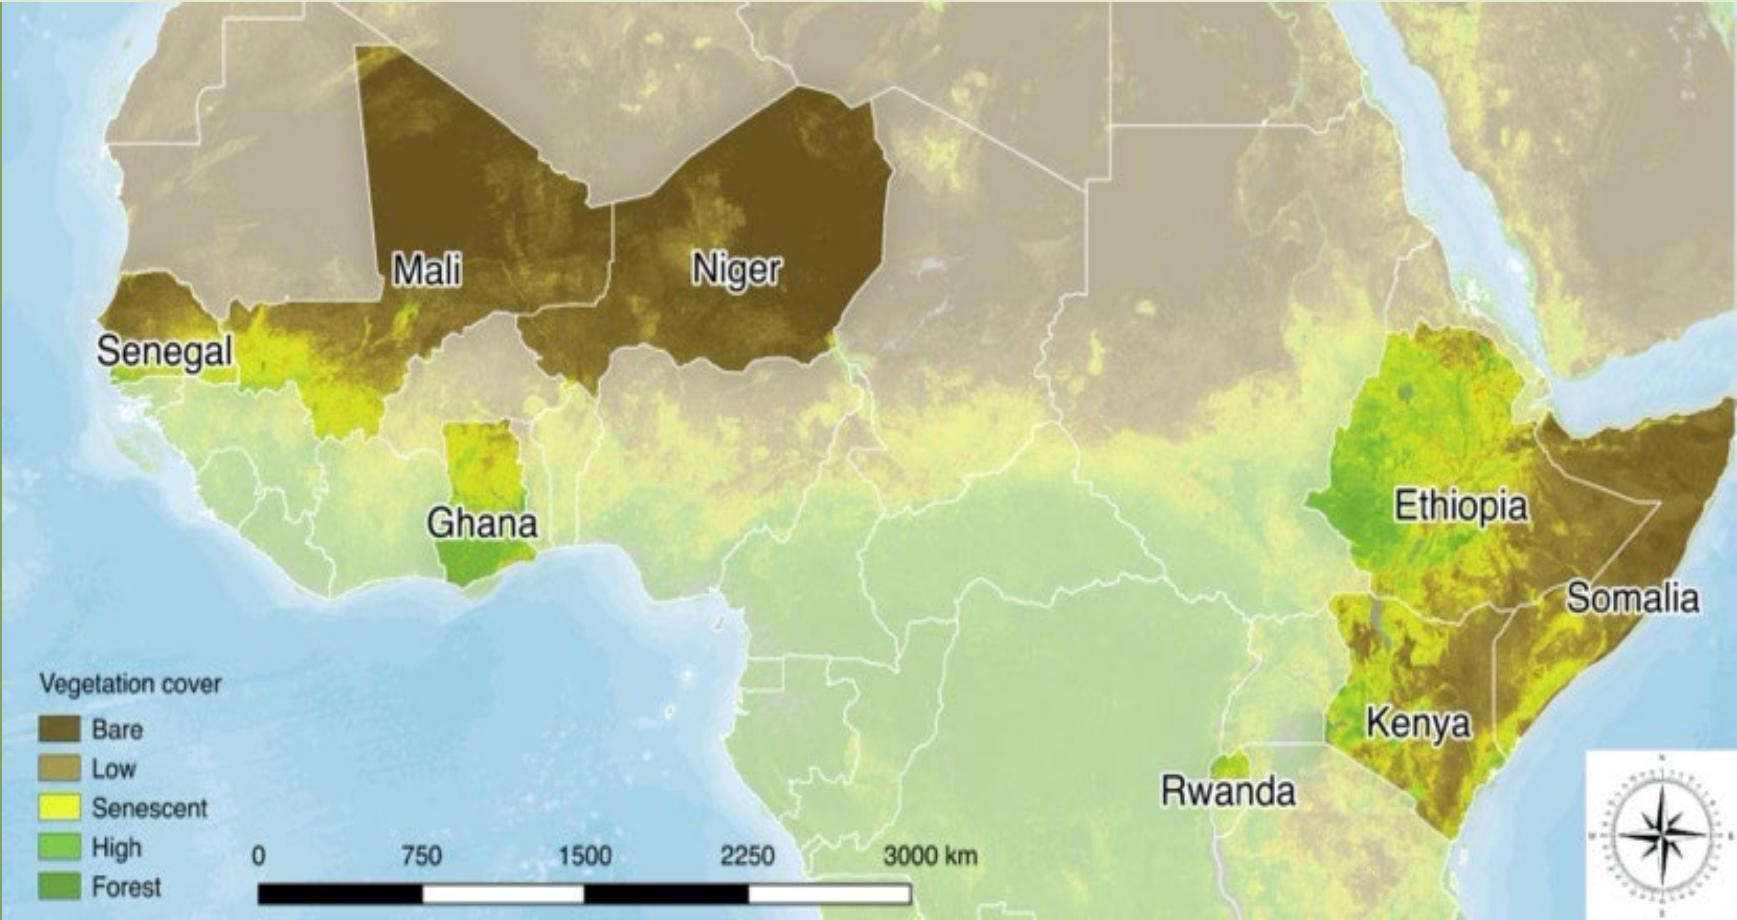 Mali
Niger
Senegal
Ghana
Ethiopia
Somalia
Kenya
Rwanda
Vegetation cover
Bare
Low
Senescent
High
Forest
0 750 1500 2250 3000 km